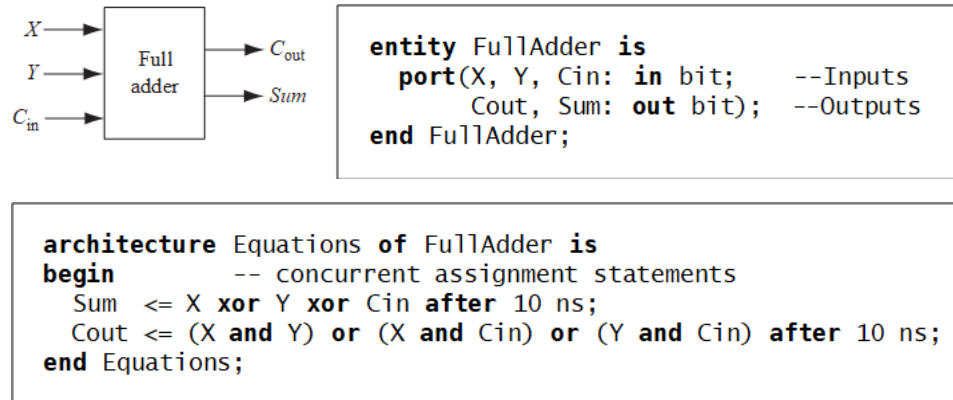 X
Y
C_in
Full
adder
C_out
Sum
entity FullAdder is
port(X, Y, Cin: in bit; --Inputs
Cout, Sum: out bit); --Outputs
end FullAdder;
architecture Equations of FullAdder is
begin -- concurrent assignment statements
Sum <= X xor Y xor Cin after 10 ns;
Cout <= (X and Y) or (X and Cin) or (Y and Cin) after 10 ns;
end Equations;